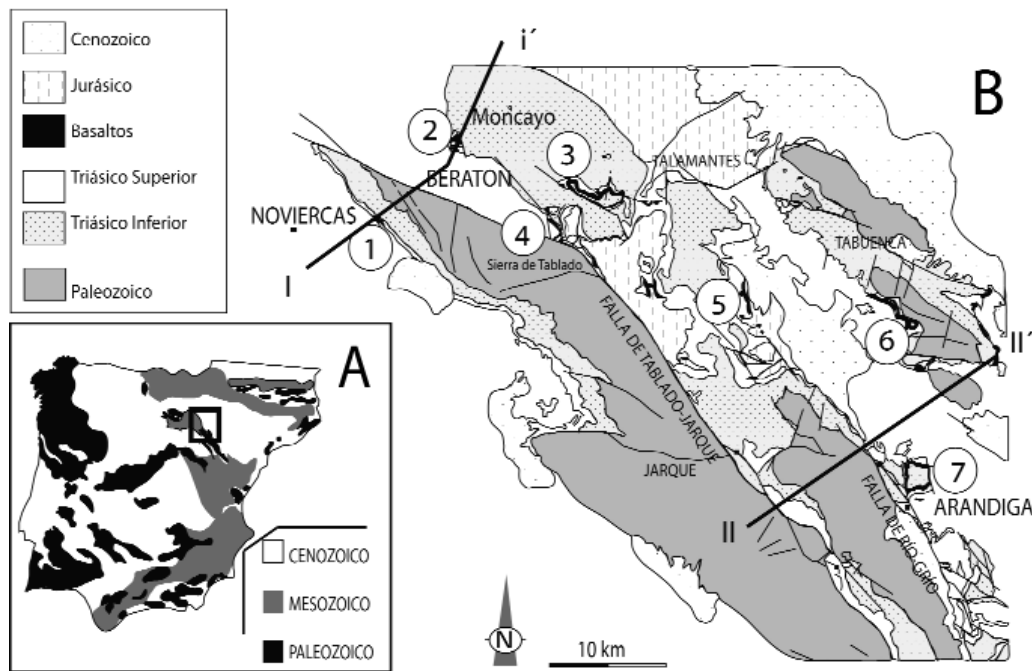 Cenozoico
Jurásico
Basaltos
Triásico Superior
Triásico Inferior
Paleozoico
A
CENOZOICO
MESOZOICO
PALEOZOICO
B
i´
2
Moncayo
3
BERATON
TALAMANTES
NOVIERCAS
1
4
Sierra de Tablado
TABUENCA
I
5
6
II´
FALLA DE TABLADO-JARQUE
JARQUE
7
ARANDIGA
II
FALLA DE RIO GRIO
N
10 km